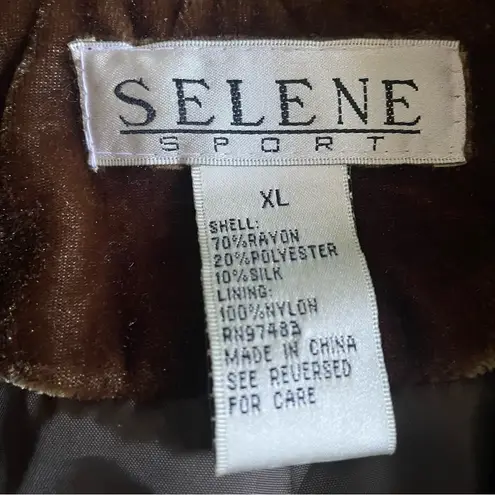 SELENE
SPORT
XL
SHELL:
70%RAYON
20%POLYESTER
10%SILK
LINING:
100%NYLON
RN97483
MADE IN CHINA
SEE REVERSED
FOR CARE